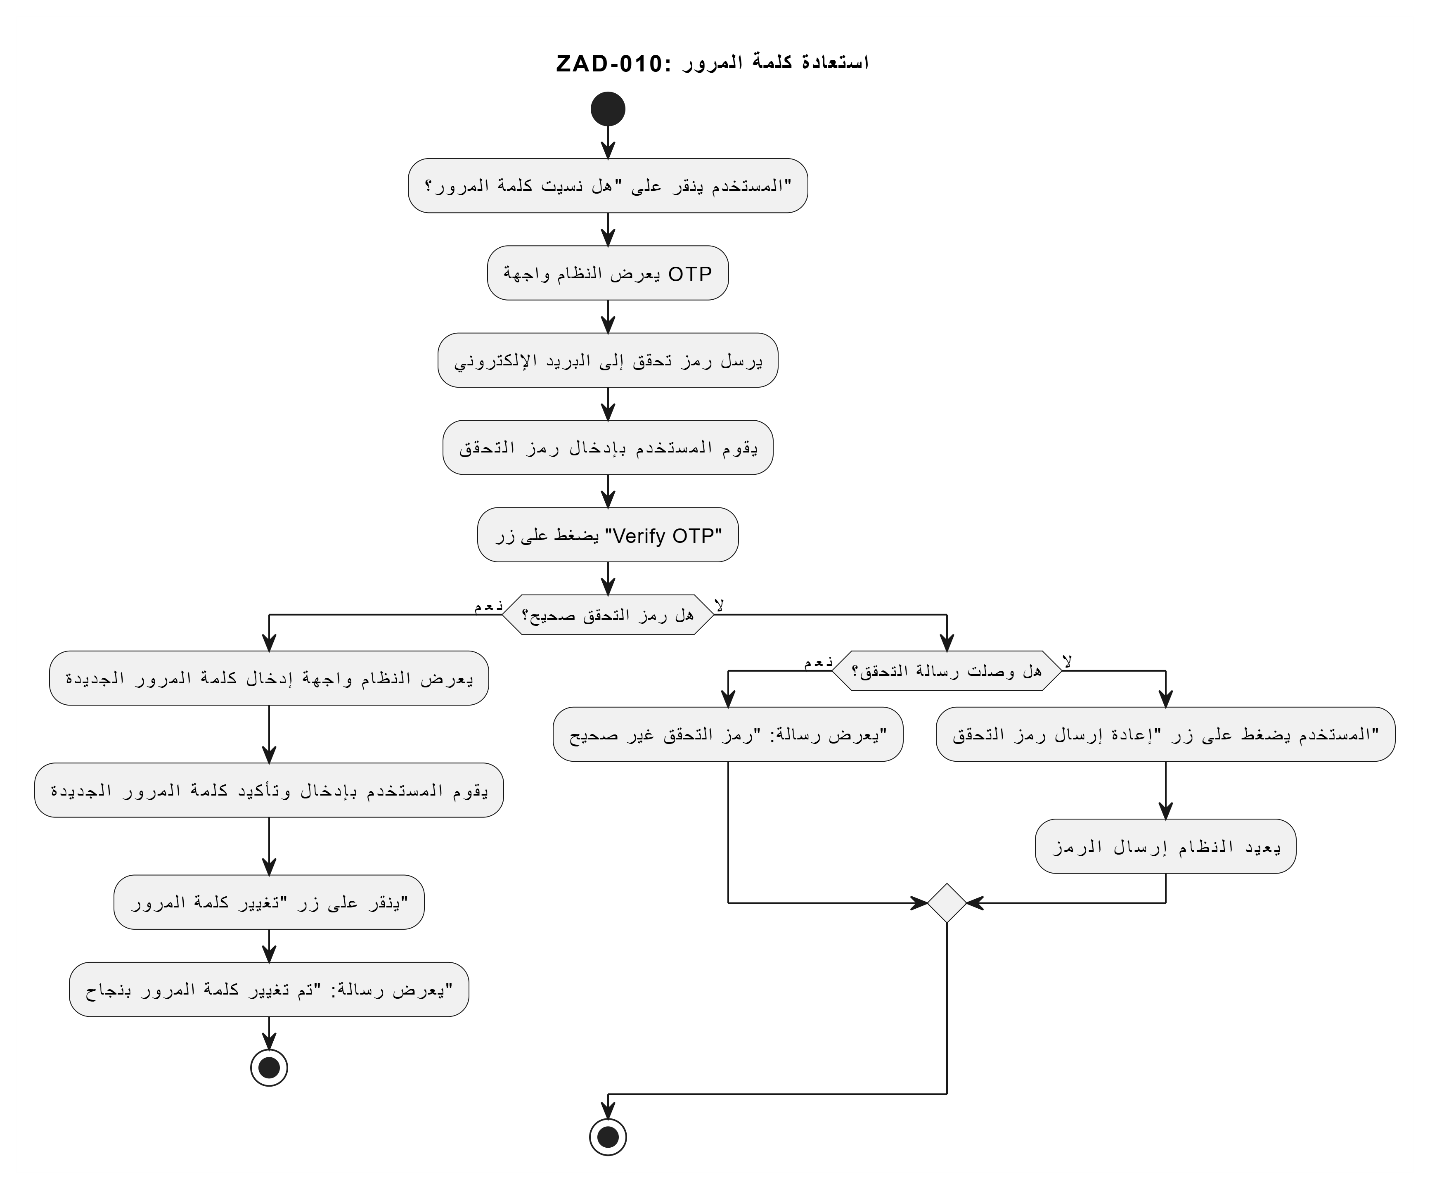 ZAD-010: استعادة كلمة المرور
المستخدم ينقر على "هل نسيت كلمة المرور؟"
يعرض النظام واجهة OTP
يرسل رمز تحقق إلى البريد الإلكتروني
يقوم المستخدم بإدخال رمز التحقق
يضغط على زر "Verify OTP"
هل رمز التحقق صحيح؟
نعم
لا
يعرض النظام واجهة إدخال كلمة المرور الجديدة
يقوم المستخدم بإدخال وتأكيد كلمة المرور الجديدة
ينقر على زر "تغيير كلمة المرور"
يعرض رسالة: "تم تغيير كلمة المرور بنجاح"
هل وصلت رسالة التحقق؟
نعم
لا
يعرض رسالة: "رمز التحقق غير صحيح"
المستخدم يضغط على زر "إعادة إرسال رمز التحقق"
يعيد النظام إرسال الرمز